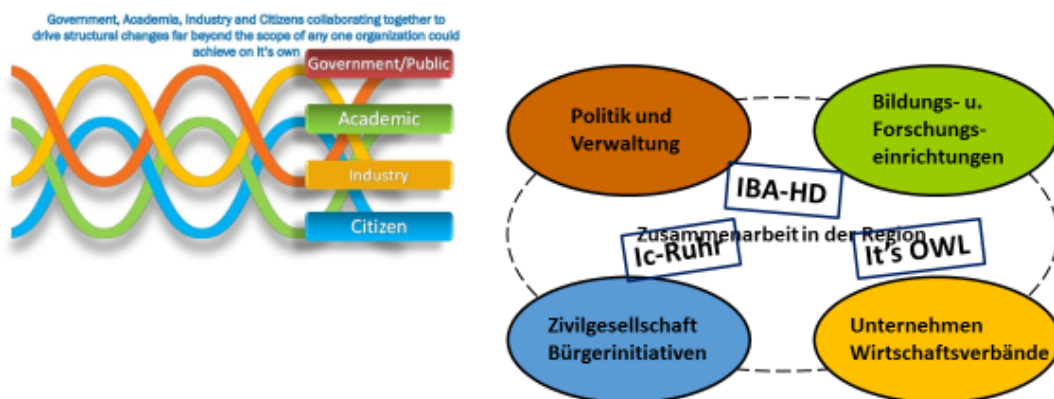 Government, Academia, Industry and Citizens collaborating together to
drive structural changes far beyond the scope of any one organization could
achieve on It's own
Government/Public
Academic
Industry
Citizen
Politik und
Verwaltung
Bildungs- u.
Forschungs-
einrichtungen
IBA-HD
Zusammenarbeit in der Region
Ic-Ruhr
It's OWL
Zivilgesellschaft
Bürgerinitiativen
Unternehmen
Wirtschaftsverbände